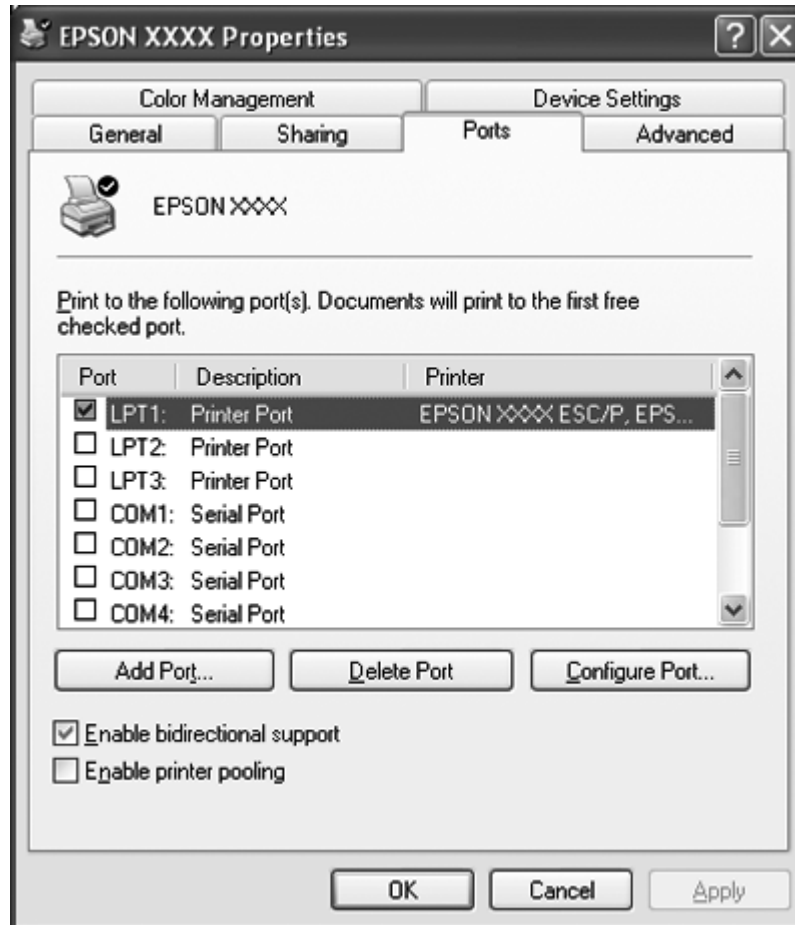 EPSON XXXX Properties
Color Management Device Settings
General Sharing Ports Advanced
EPSON XXXX
Print to the following port(s). Documents will print to the first free
checked port.
Port Description Printer
LPT1: Printer Port EPSON XXXX ESC/P, EPS...
LPT2: Printer Port
LPT3: Printer Port
COM1: Serial Port
COM2: Serial Port
COM3: Serial Port
COM4: Serial Port
Add Port... Delete Port Configure Port...
Enable bidirectional support
Enable printer pooling
OK Cancel Apply